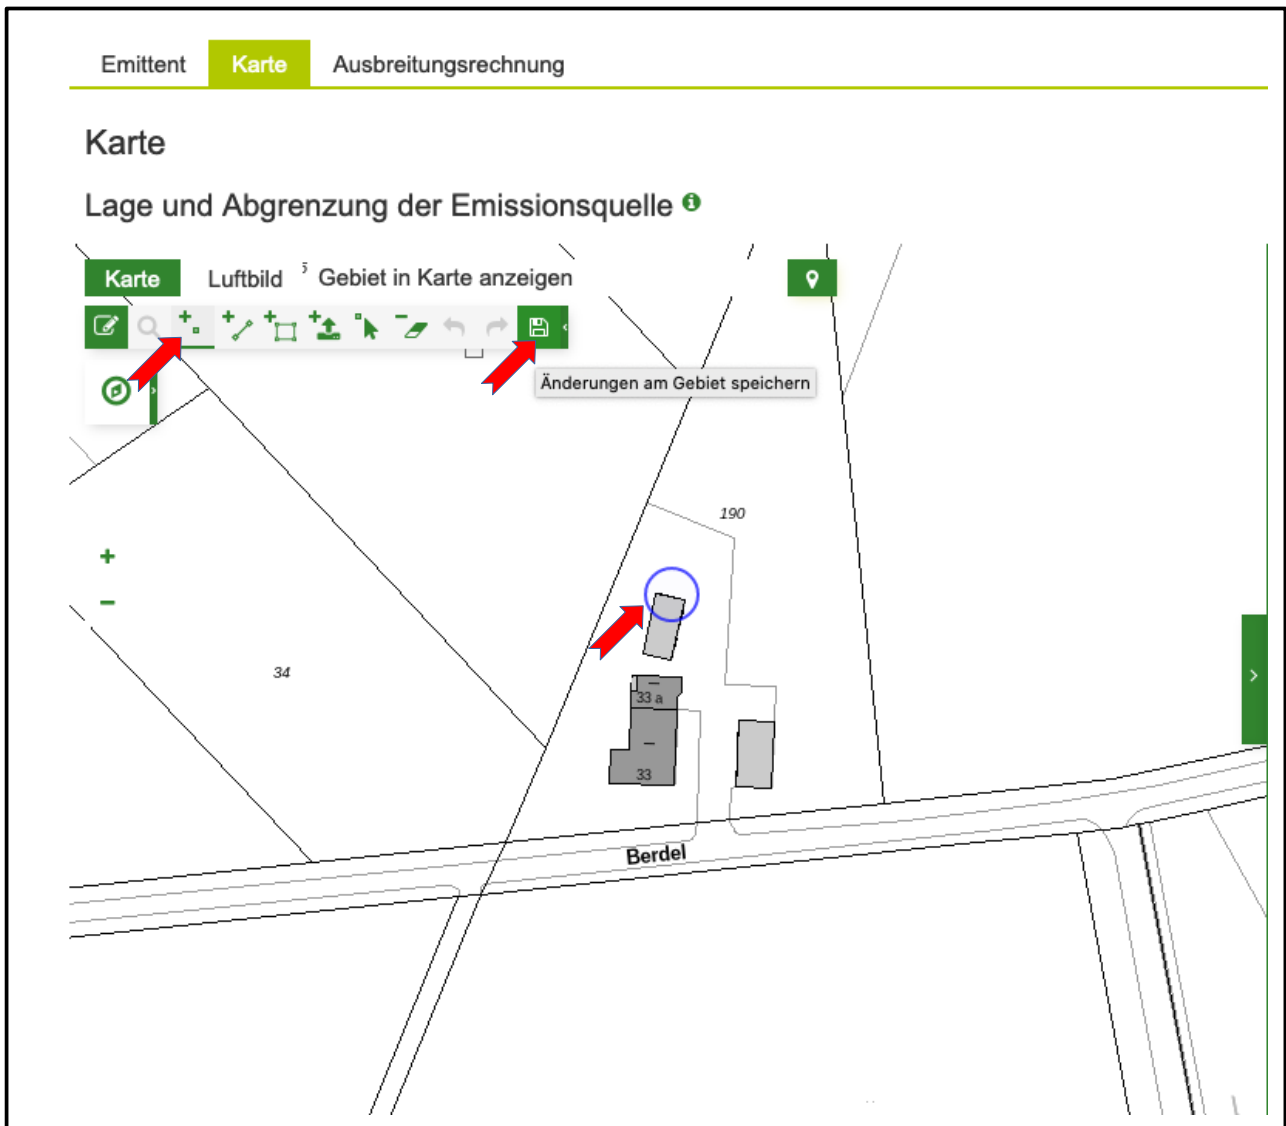 Emittent Karte Ausbreitungsrechnung
Karte
Lage und Abgrenzung der Emissionsquelle
Karte Luftbild 5 Gebiet in Karte anzeigen
Änderungen am Gebiet speichern
190
34
33 a
33
Berdel